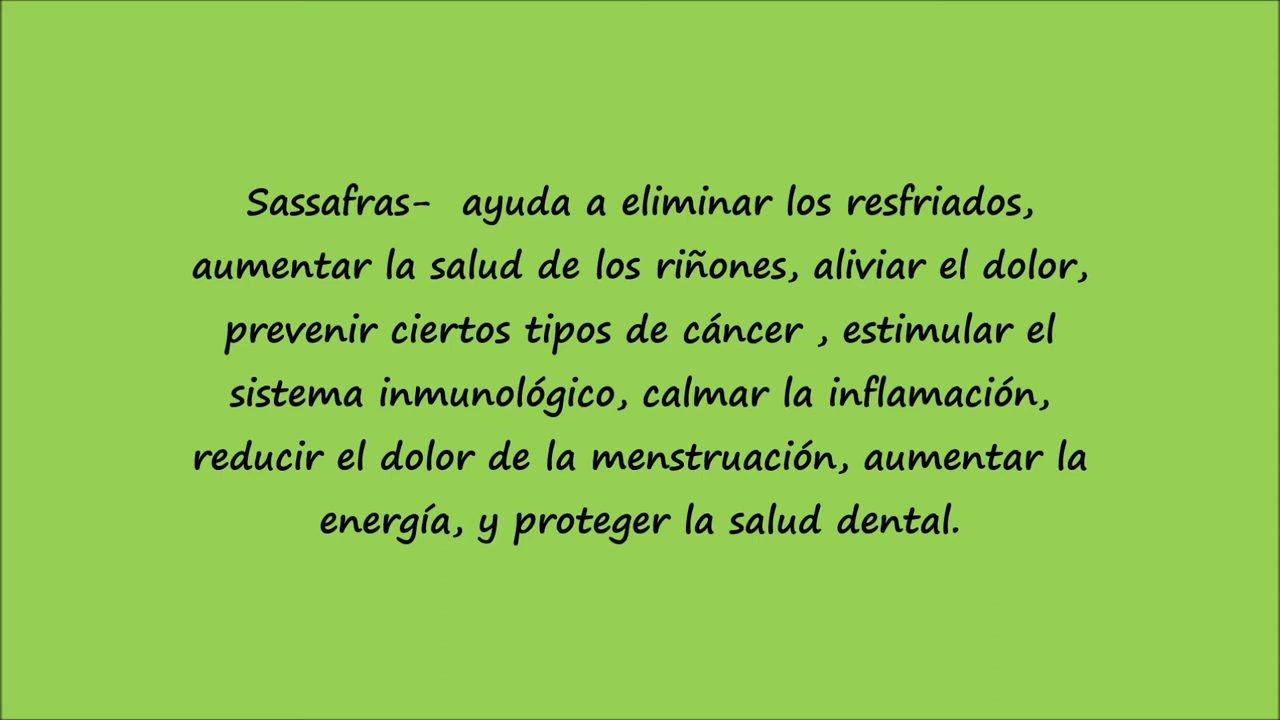 Sassafras-  ayuda a eliminar los resfriados,
aumentar la salud de los riñones, aliviar el dolor,
prevenir ciertos tipos de cáncer , estimular el
sistema inmunológico, calmar la inflamación,
reducir el dolor de la menstruación, aumentar la
energía, y proteger la salud dental.